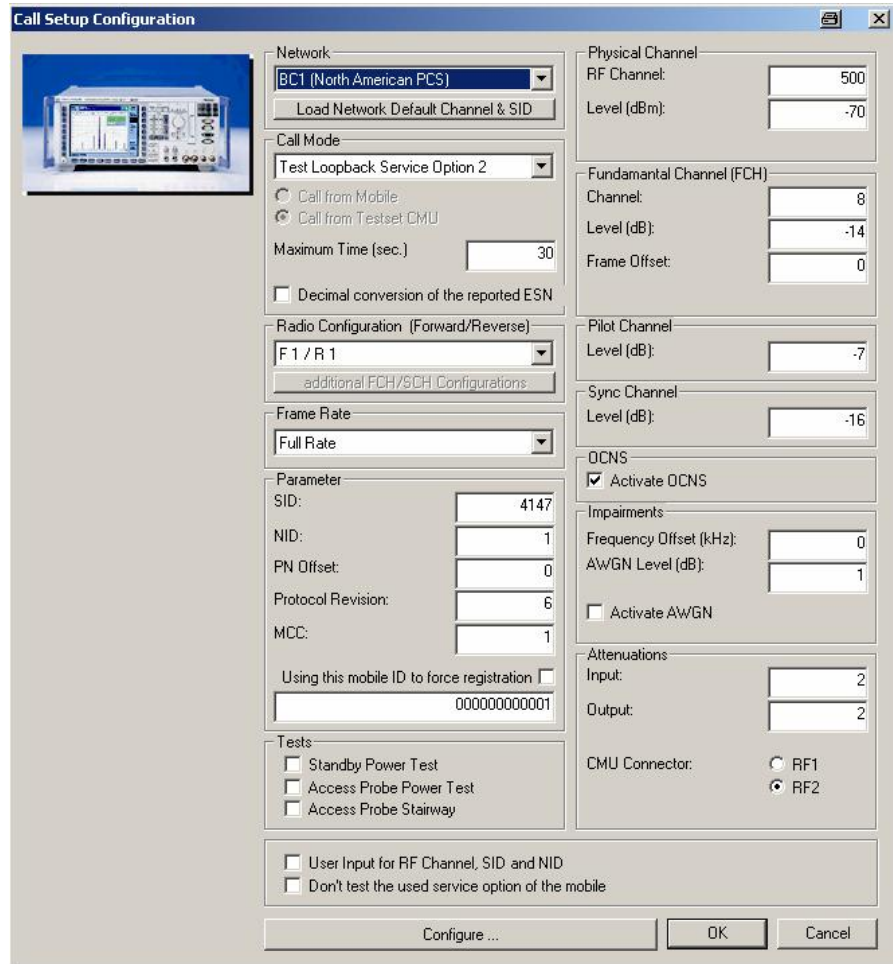 Call Setup Configuration
Network
BC1 (North American PCS)
Load Network Default Channel & SID
Call Mode
Test Loopback Service Option 2
Call from Mobile
Call from Testset CMU
Maximum Time (sec.) 30
Decimal conversion of the reported ESN
Radio Configuration (Forward/Reverse)
F 1 / R 1
additional FCH/SCH Configurations
Frame Rate
Full Rate
Parameter
SID: 4147
NID: 1
PN Offset: 0
Protocol Revision: 6
MCC: 1
Using this mobile ID to force registration
000000000001
Tests
Standby Power Test
Access Probe Power Test
Access Probe Stairway
Physical Channel
RF Channel: 500
Level (dBm): -70
Fundamantal Channel (FCH)
Channel: 8
Level (dB): -14
Frame Offset: 0
Pilot Channel
Level (dB): -7
Sync Channel
Level (dB): -16
OCNS
Activate OCNS
Impairments
Frequency Offset (kHz): 0
AWGN Level (dB): 1
Activate AWGN
Attenuations
Input: 2
Output: 2
CMU Connector: RF1
RF2
User Input for RF Channel, SID and NID
Don't test the used service option of the mobile
Configure ...
OK
Cancel